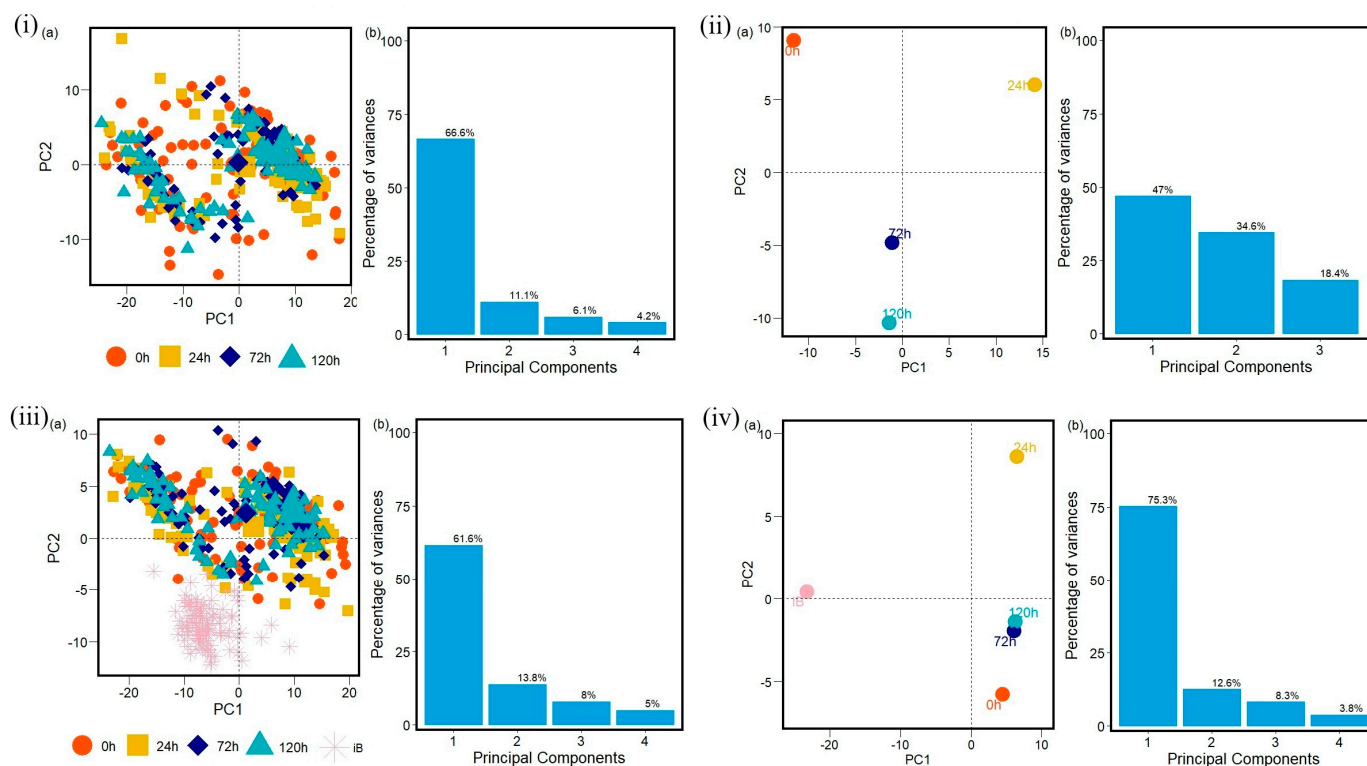 (i) (a)
PC2
10
0
-10
-20
-10
0
10
20
PC1
0h 24h 72h 120h
(b)
Percentage of variances
100
75
50
25
0
66.6%
11.1%
6.1%
4.2%
1 2 3 4
Principal Components
(ii) (a)
PC2
10
5
0
-5
-10
0h
24h
72h
120h
-10 -5 0 5 10 15
PC1
(b)
Percentage of variances
100
75
50
25
0
47%
34.6%
18.4%
1 2 3
Principal Components
(iii) (a)
PC2
10
5
0
-5
-10
-20 -10 0 10 20
PC1
0h 24h 72h 120h iB
(b)
Percentage of variances
100
75
50
25
0
61.6%
13.8%
8%
5%
1 2 3 4
Principal Components
(iv) (a)
PC2
10
5
0
-5
24h
iB
120h
72h
0h
-20 -10 0 10
PC1
(b)
Percentage of variances
100
75
50
25
0
75.3%
12.6%
8.3%
3.8%
1 2 3 4
Principal Components